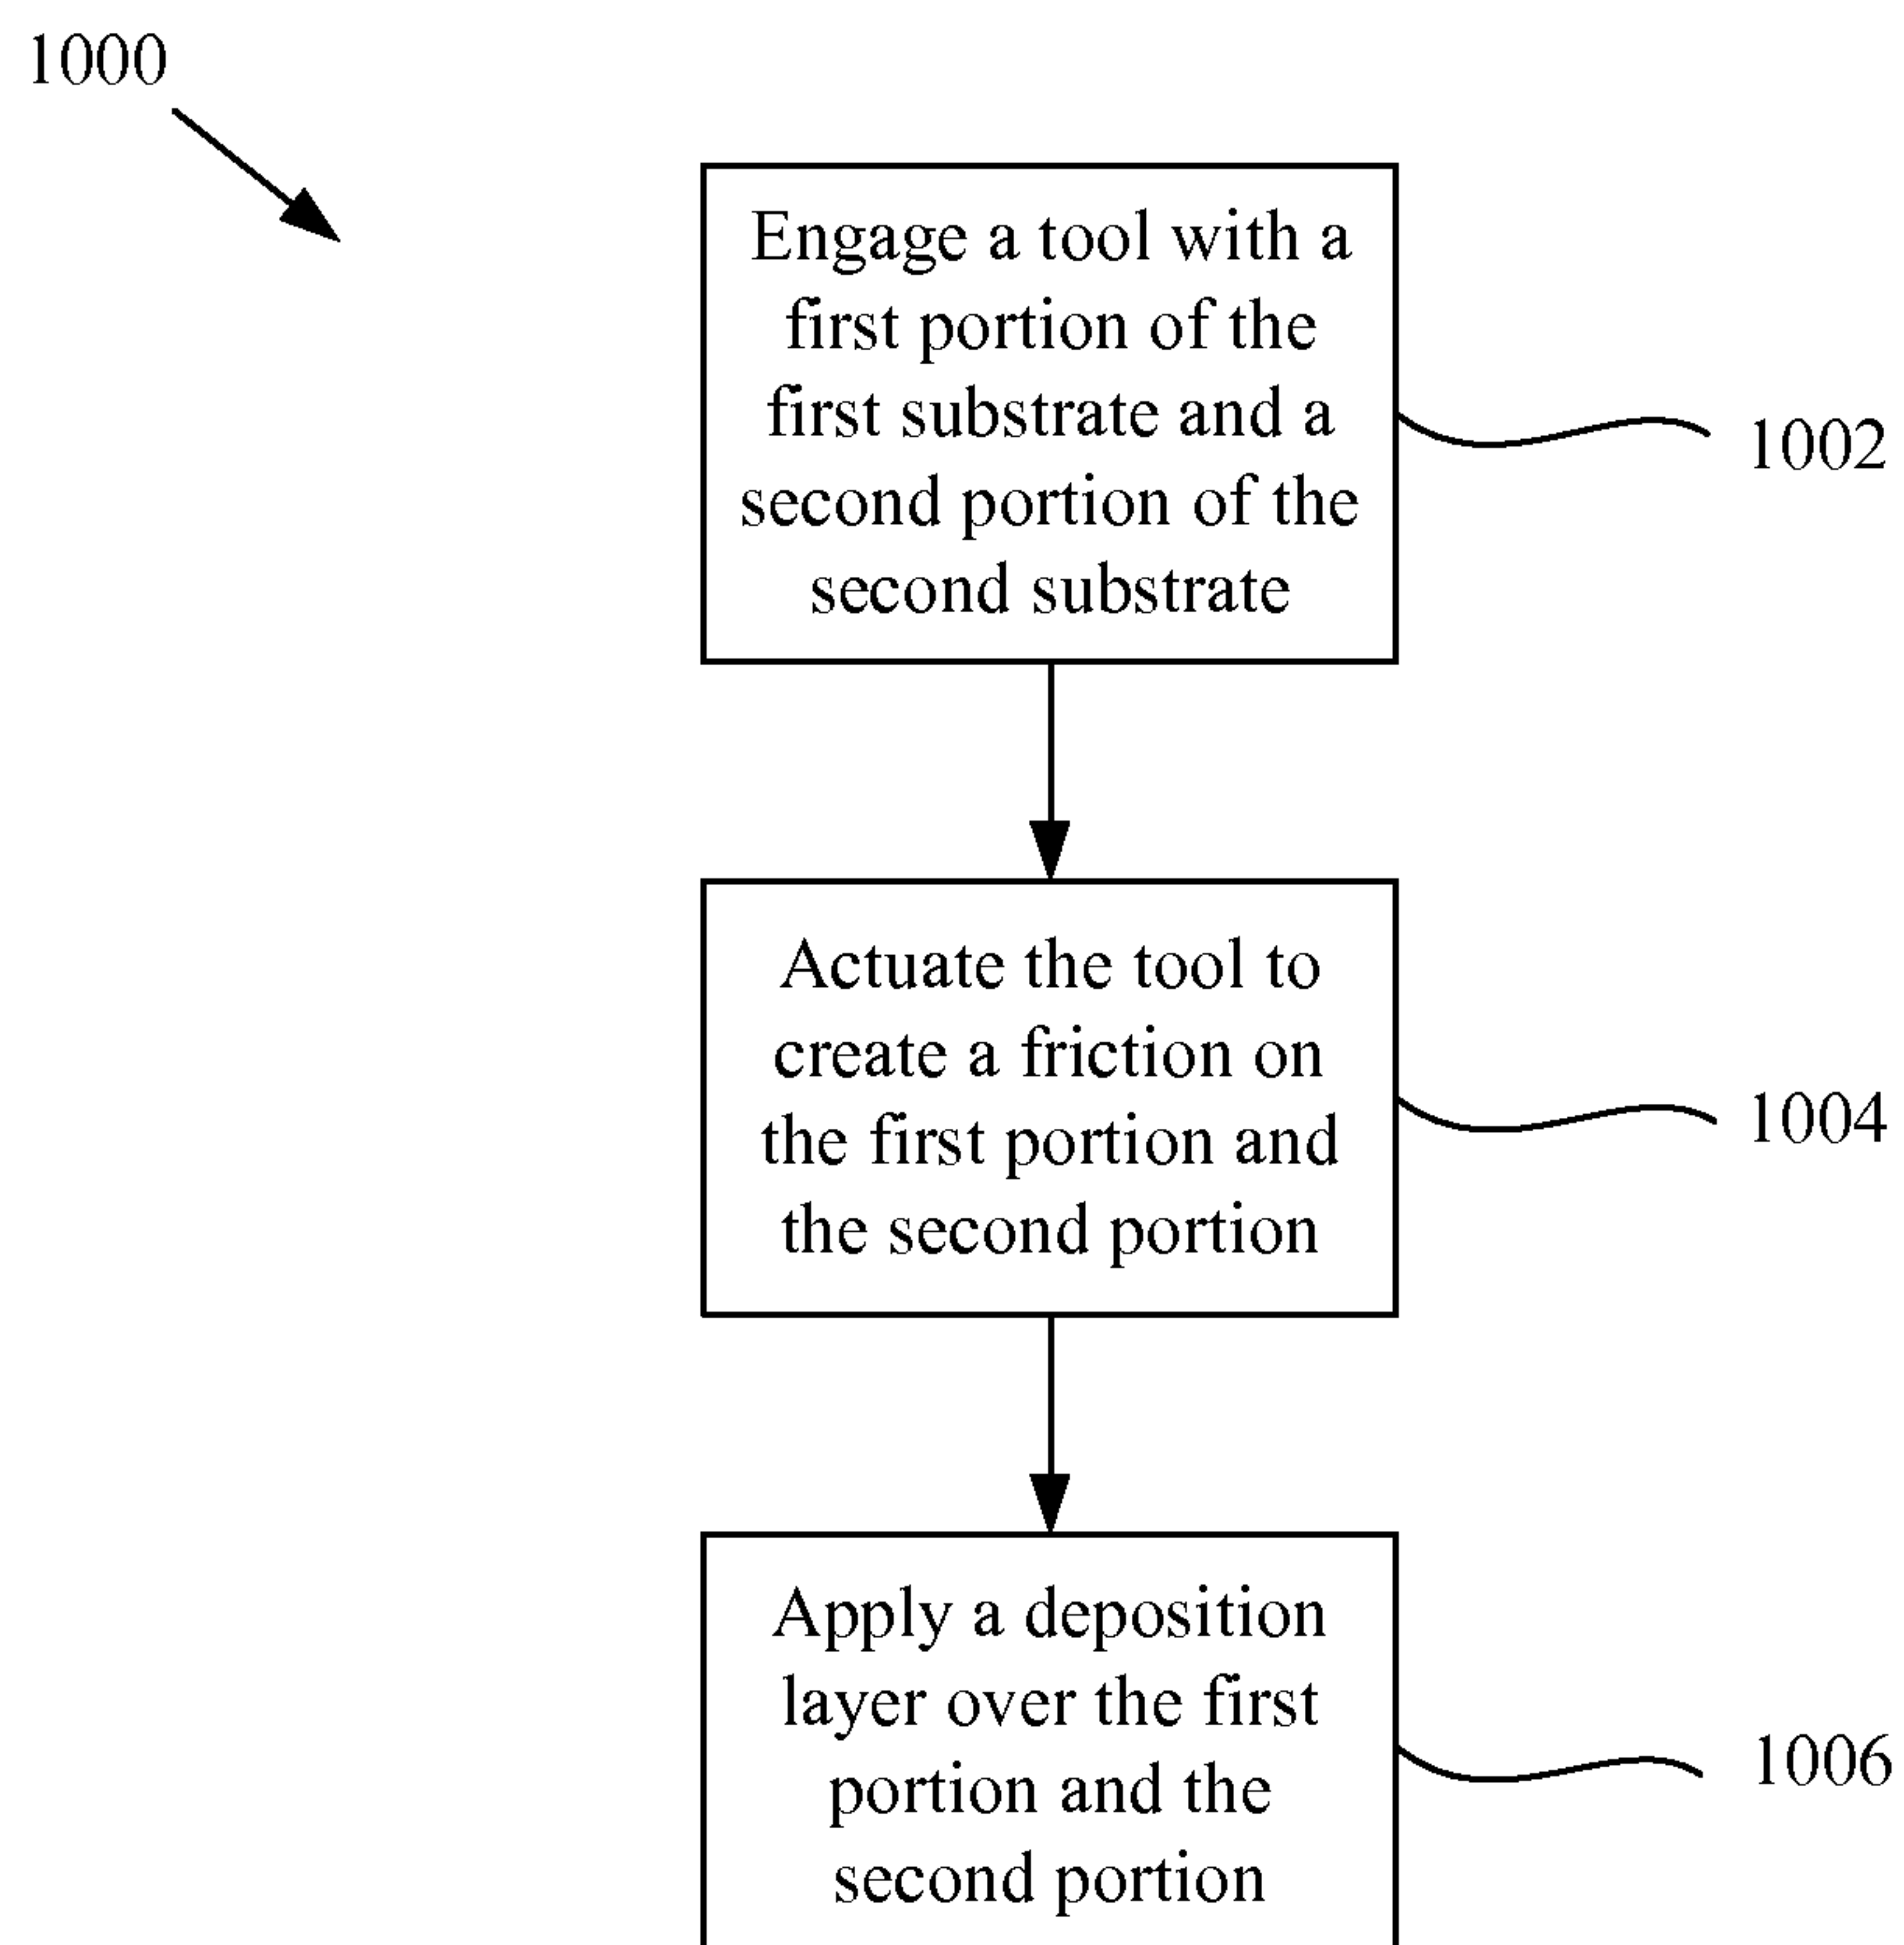 1000
Engage a tool with a
first portion of the
first substrate and a
second portion of the
second substrate
1002
Actuate the tool to
create a friction on
the first portion and
the second portion
1004
Apply a deposition
layer over the first
portion and the
second portion
1006